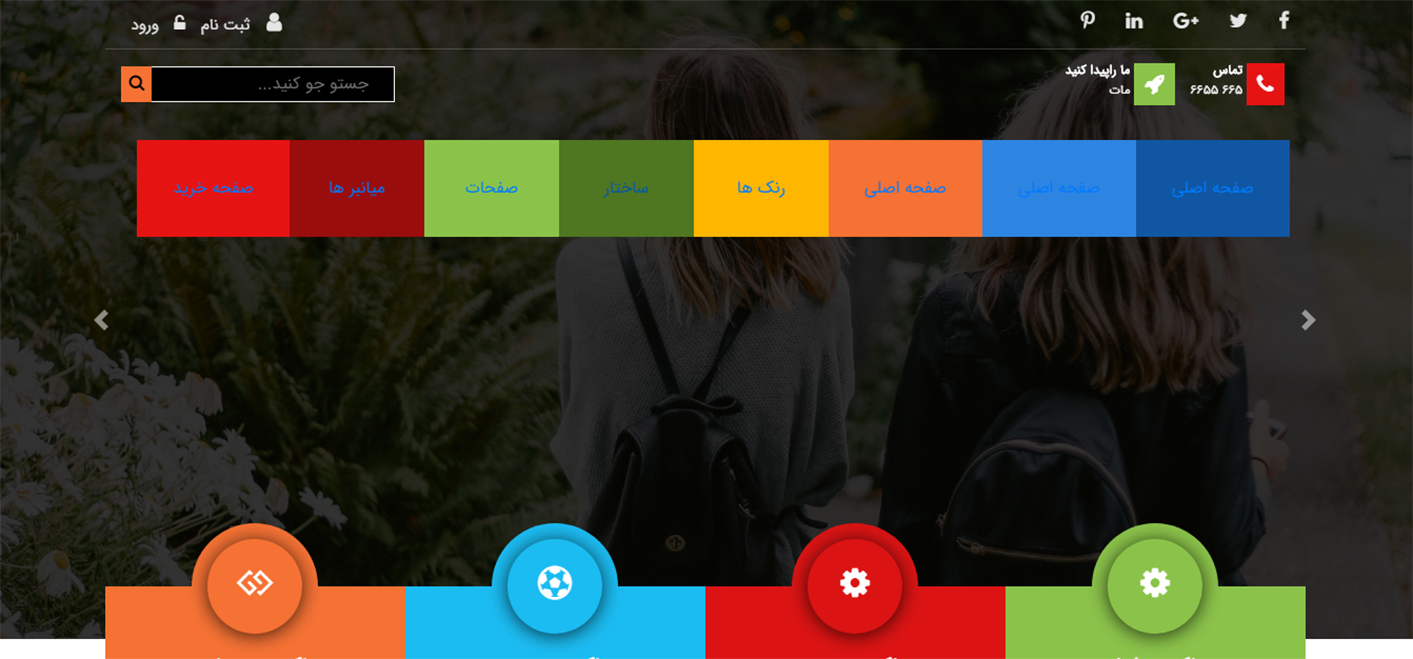 ثبت نام
ورود
تماس
۶۶۵ ۶۶۵۵
ما راپیدا کنید
مات
جستو جو کنید...
صفحه اصلی
صفحه اصلی
صفحه اصلی
رنک ها
ساختار
صفحات
میانبر ها
صفحه خرید